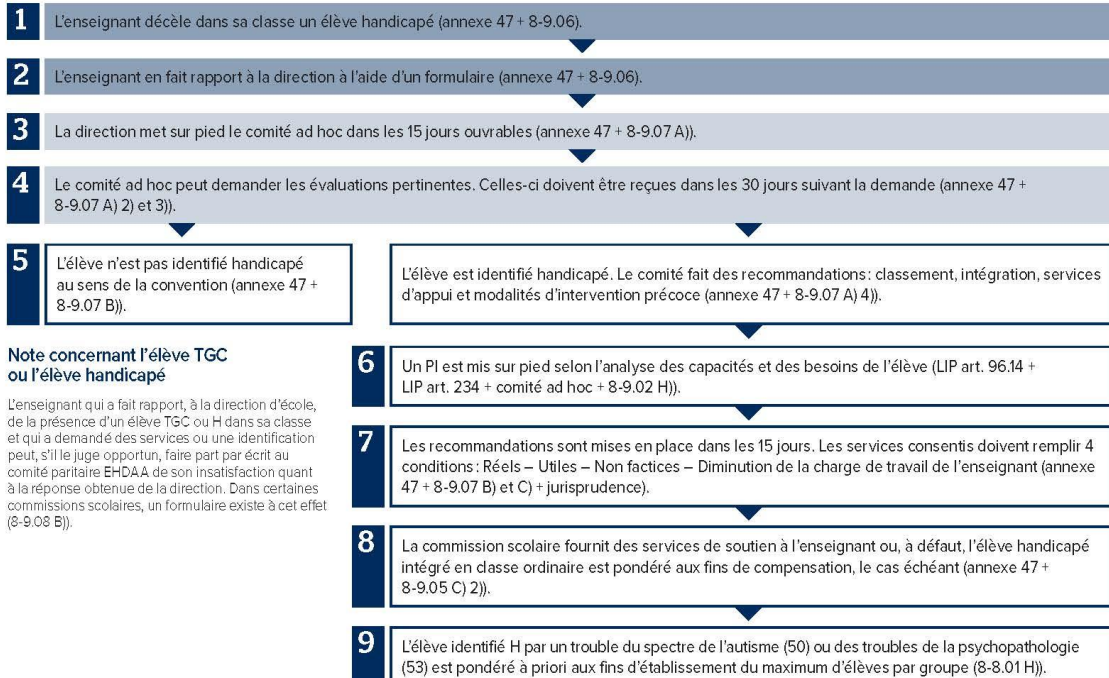 1
L'enseignant décèle dans sa classe un élève handicapé (annexe 47 + 8-9.06).
2
L'enseignant en fait rapport à la direction à l'aide d'un formulaire (annexe 47 + 8-9.06).
3
La direction met sur pied le comité ad hoc dans les 15 jours ouvrables (annexe 47 + 8-9.07 A)).
4
Le comité ad hoc peut demander les évaluations pertinentes. Celles-ci doivent être reçues dans les 30 jours suivant la demande (annexe 47 +
8-9.07 A) 2) et 3)).
5
L'élève n'est pas identifié handicapé
au sens de la convention (annexe 47 +
8-9.07 B)).
L'élève est identifié handicapé. Le comité fait des recommandations : classement, intégration, services
d'appui et modalités d'intervention précoce (annexe 47 + 8-9.07 A) 4)).
Note concernant l'élève TGC
ou l'élève handicapé
L'enseignant qui a fait rapport, à la direction d'école,
de la présence d'un élève TGC ou H dans sa classe
et qui a demandé des services ou une identification
peut, s'il le juge opportun, faire part par écrit au
comité paritaire EHDAA de son insatisfaction quant
à la réponse obtenue de la direction. Dans certaines
commissions scolaires, un formulaire existe à cet effet
(8-9.08 B)).
6
Un PI est mis sur pied selon l'analyse des capacités et des besoins de l'élève (LIP art. 96.14 +
LIP art. 234 + comité ad hoc + 8-9.02 H)).
7
Les recommandations sont mises en place dans les 15 jours. Les services consentis doivent remplir 4
conditions : Réels – Utiles – Non factices – Diminution de la charge de travail de l'enseignant (annexe
47 + 8-9.07 B) et C) + jurisprudence).
8
La commission scolaire fournit des services de soutien à l'enseignant ou, à défaut, l'élève handicapé
intégré en classe ordinaire est pondéré aux fins de compensation, le cas échéant (annexe 47 +
8-9.05 C) 2)).
9
L'élève identifié H par un trouble du spectre de l'autisme (50) ou des troubles de la psychopathologie
(53) est pondéré à priori aux fins d'établissement du maximum d'élèves par groupe (8-8.01 H)).